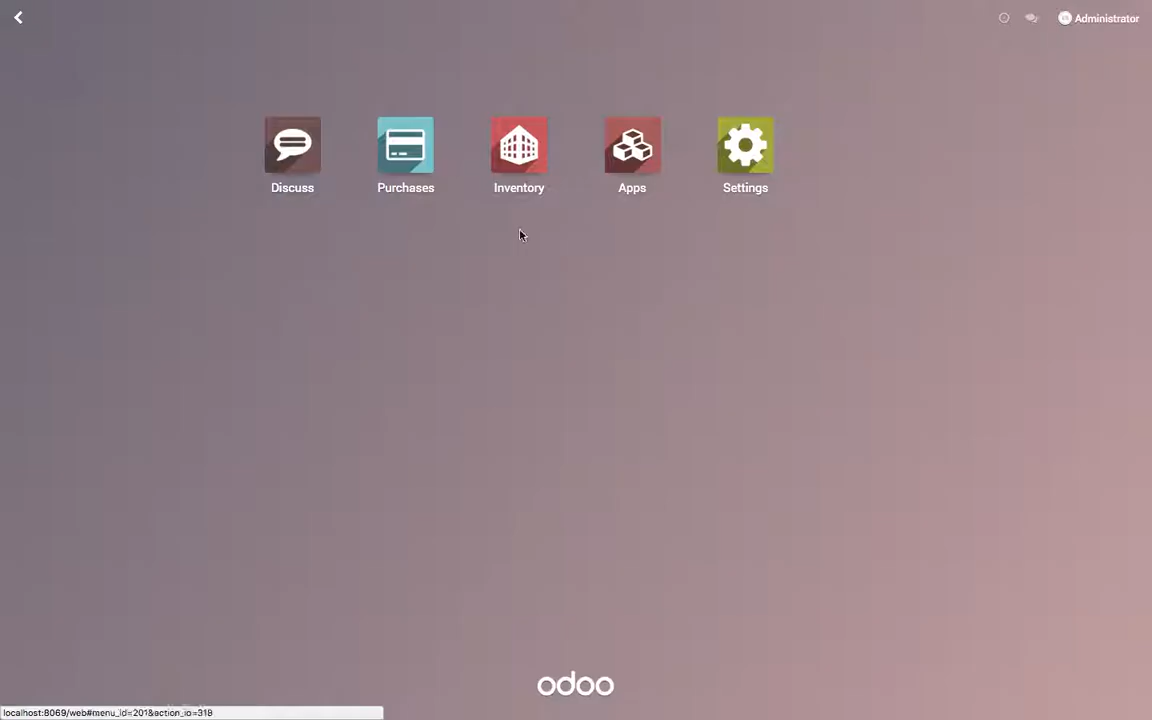 Administrator
Discuss
Purchases
Inventory
Apps
Settings
odoo
localhost:8069/web#menu_id=201&action_id=318